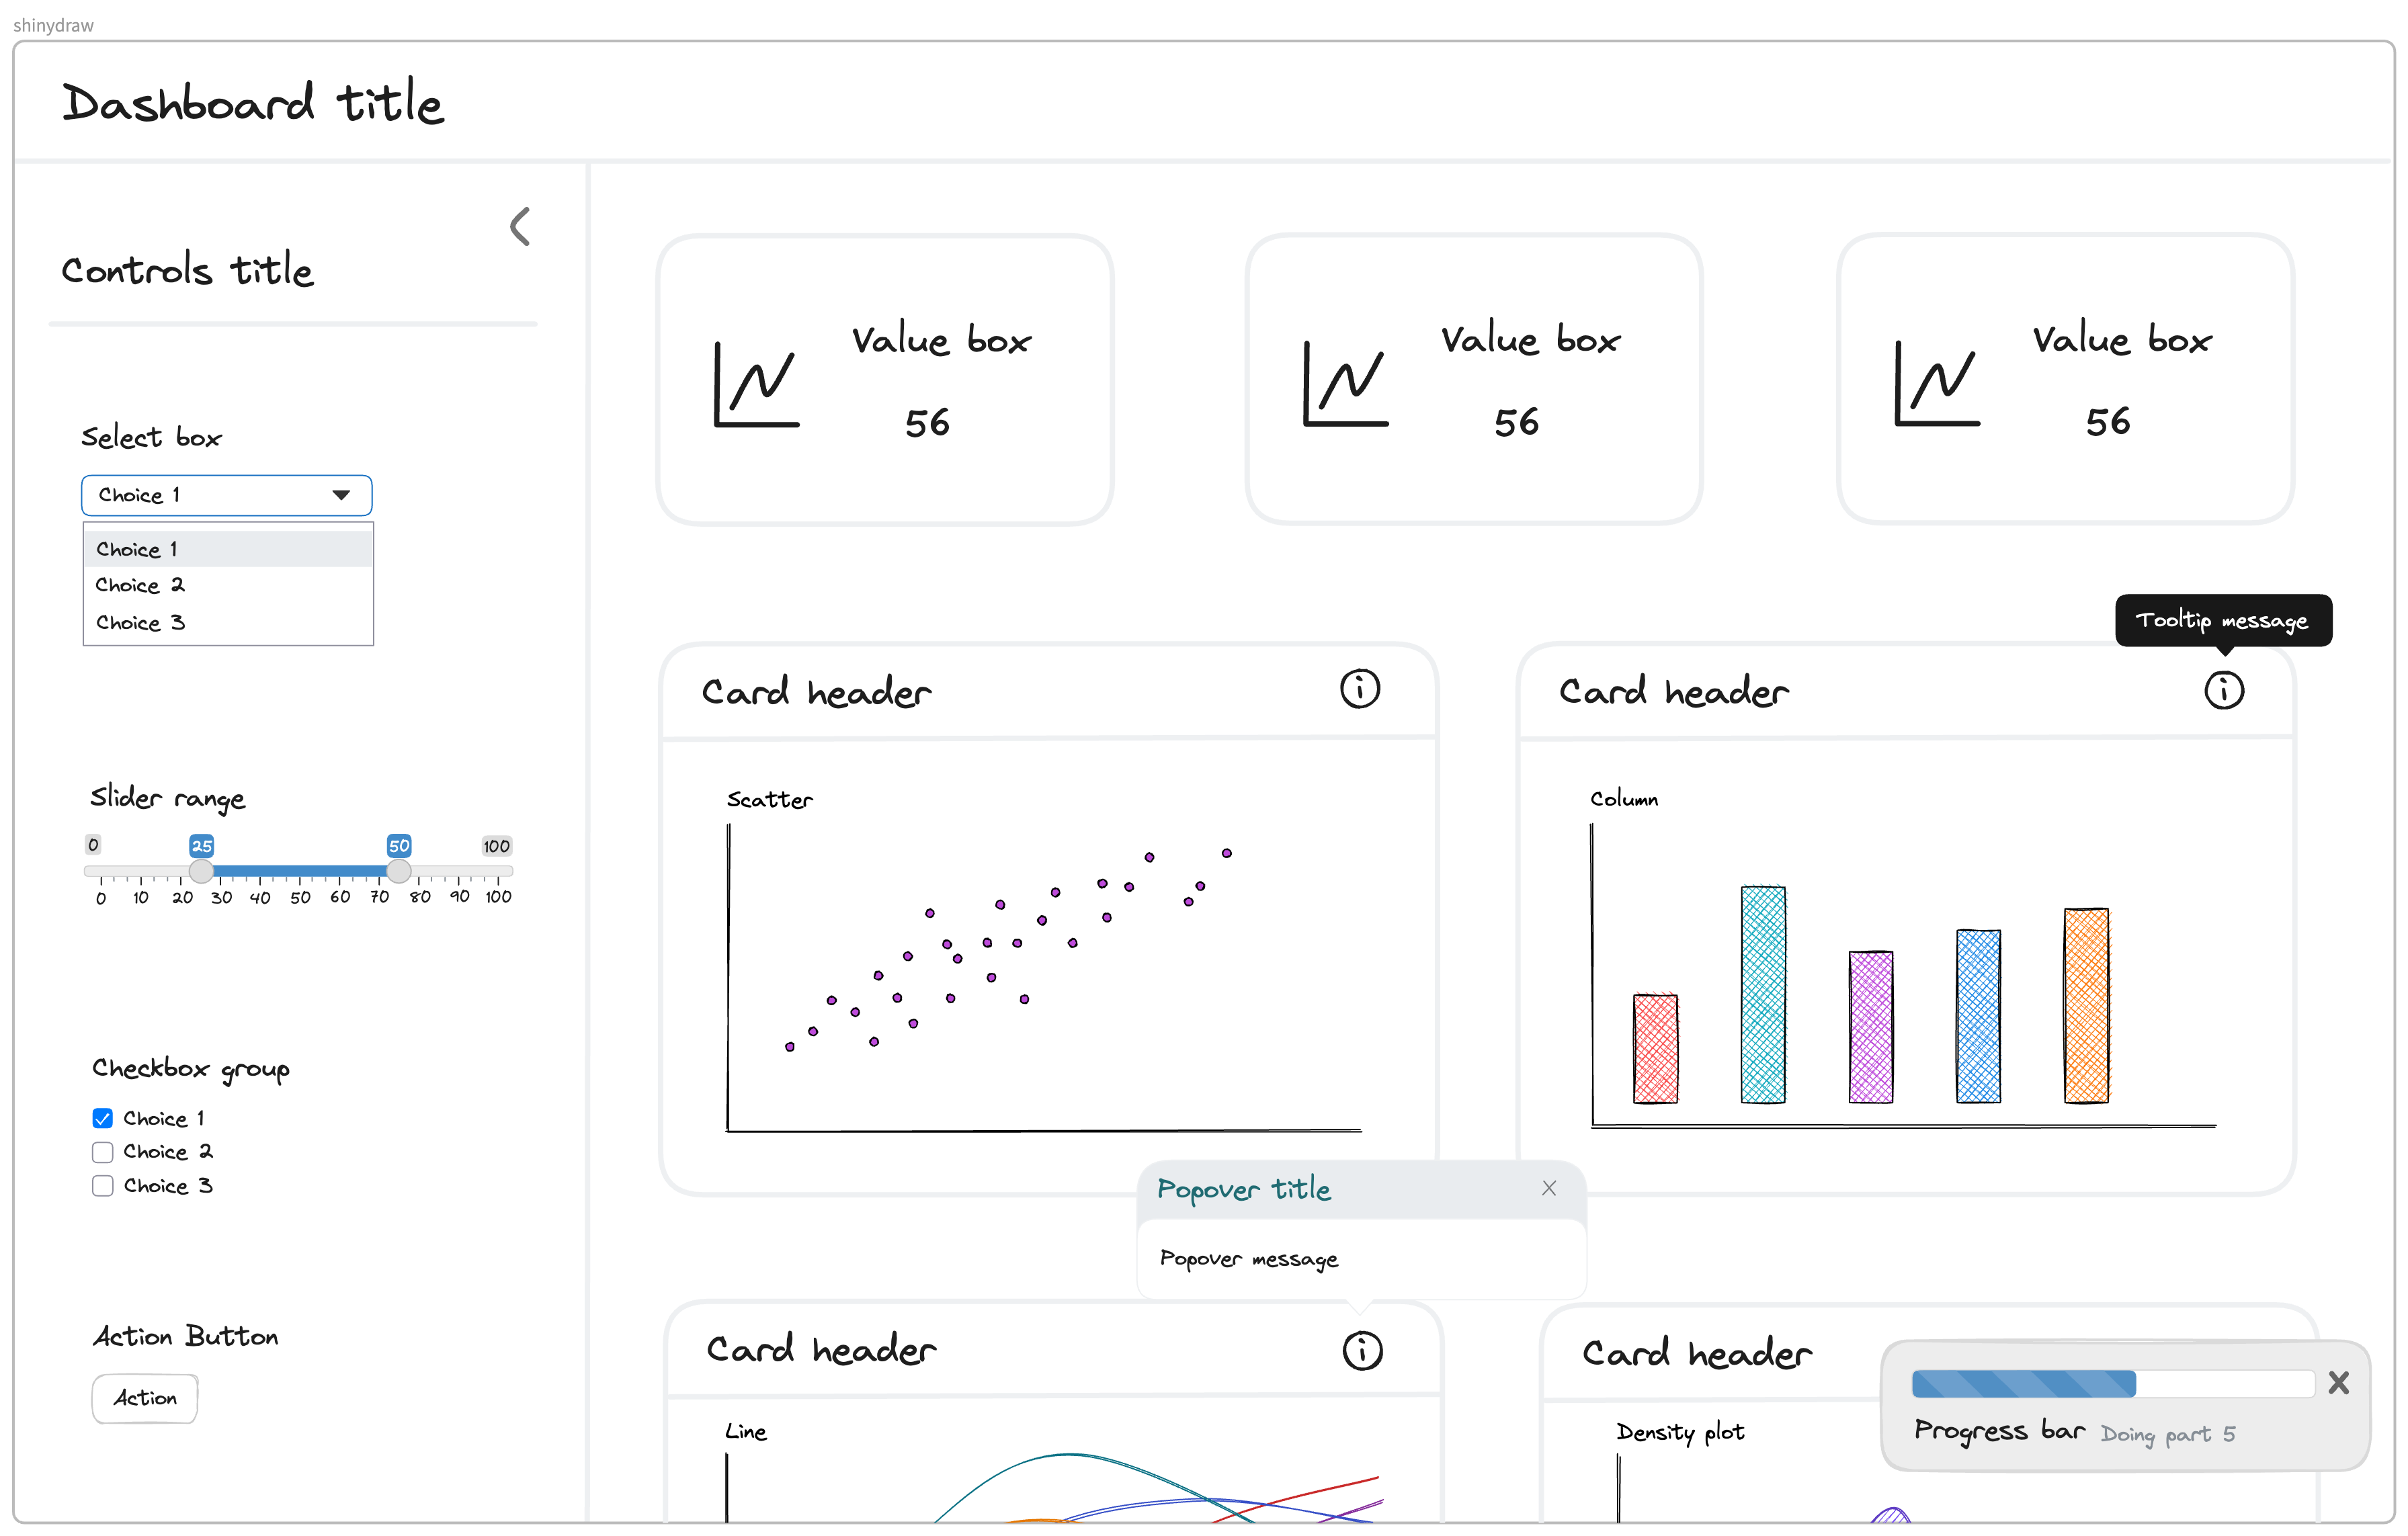 shinydraw
Dashboard title
Controls title
Select box
Choice 1
Choice 1
Choice 2
Choice 3
Slider range
0 25 50 100
0 10 20 30 40 50 60 70 80 90 100
Checkbox group
Choice 1
Choice 2
Choice 3
Action Button
Action
Value box
56
Value box
56
Value box
56
Tooltip message
Card header
Scatter
Card header
Column
Popover title
Popover message
Card header
Line
Card header
Density plot
Progress bar Doing part 5